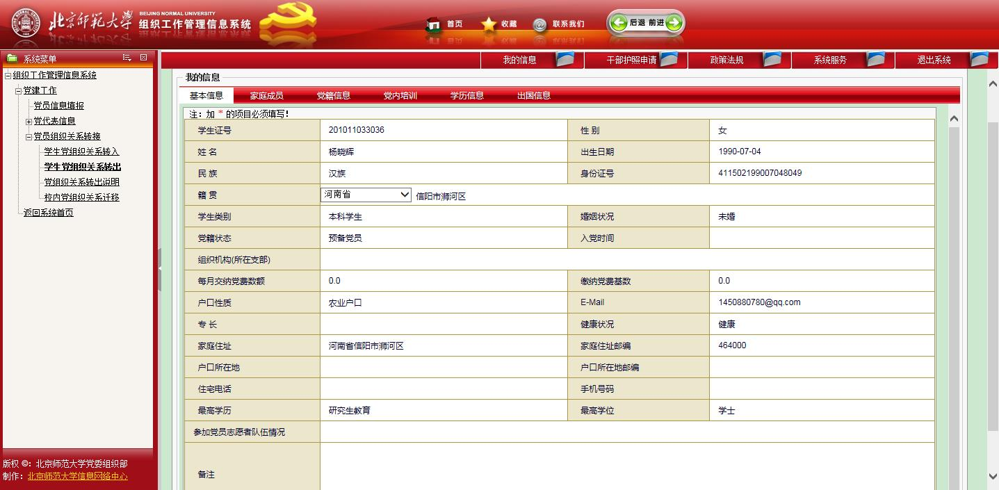 北京师范大学
BEIJING NORMAL UNIVERSITY
组织工作管理信息系统
首页 收藏 联系我们 后退 前进
系统菜单
我的信息 干部护照申请 政策法规 系统服务 退出系统
组织工作管理信息系统
党建工作
党员信息填报
党代表信息
党员组织关系转接
学生党组织关系转入
学生党组织关系转出
党组织关系转出说明
校内党组织关系迁移
返回系统首页
版权 ©：北京师范大学党委组织部
制作：北京师范大学信息网络中心
我的信息
基本信息 家庭成员 党籍信息 党内培训 学历信息 出国信息
注：加 * 的项目必须填写！
学生证号 201011033036 性 别 女
姓 名 杨晓辉 出生日期 1990-07-04
民 族 汉族 身份证号 411502199007048049
籍 贯 河南省 信阳市浉河区
学生类别 本科学生 婚姻状况 未婚
党籍状态 预备党员 入党时间
组织机构(所在支部)
每月交纳党费数额 0.0 缴纳党费基数 0.0
户口性质 农业户口 E-Mail 1450880780@qq.com
专 长 健康状况 健康
家庭住址 河南省信阳市浉河区 家庭住址邮编 464000
户口所在地 户口所在地邮编
住宅电话 手机号码
最高学历 研究生教育 最高学位 学士
参加党员志愿者队伍情况
备注